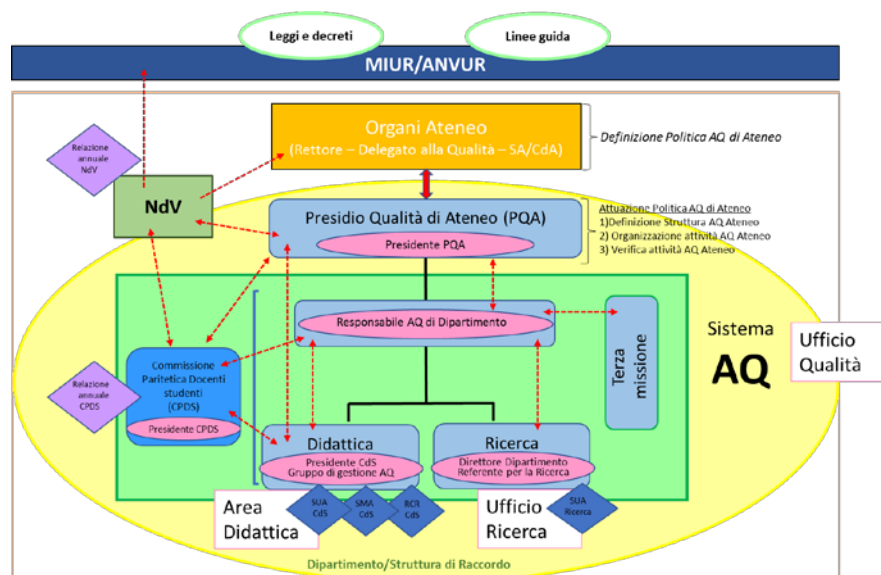 Leggi e decreti
Linee guida
MIUR/ANVUR
Organi Ateneo
(Rettore – Delegato alla Qualità – SA/CdA)
Definizione Politica AQ di Ateneo
Relazione
annuale
NdV
NdV
Presidio Qualità di Ateneo (PQA)
Presidente PQA
Attuazione Politica AQ di Ateneo
1)Definizione Struttura AQ Ateneo
2) Organizzazione attività AQ Ateneo
3) Verifica attività AQ Ateneo
Responsabile AQ di Dipartimento
Terza
missione
Sistema
AQ
Ufficio
Qualità
Commissione
Paritetica Docenti
studenti
(CPDS)
Presidente CPDS
Relazione
annuale
CPDS
Didattica
Presidente CdS
Gruppo di gestione AQ
Ricerca
Direttore Dipartimento
Referente per la Ricerca
Area
Didattica
SUA
CdS
SMA
CdS
RCR
CdS
Ufficio
Ricerca
SUA
Ricerca
Dipartimento/Struttura di Raccordo